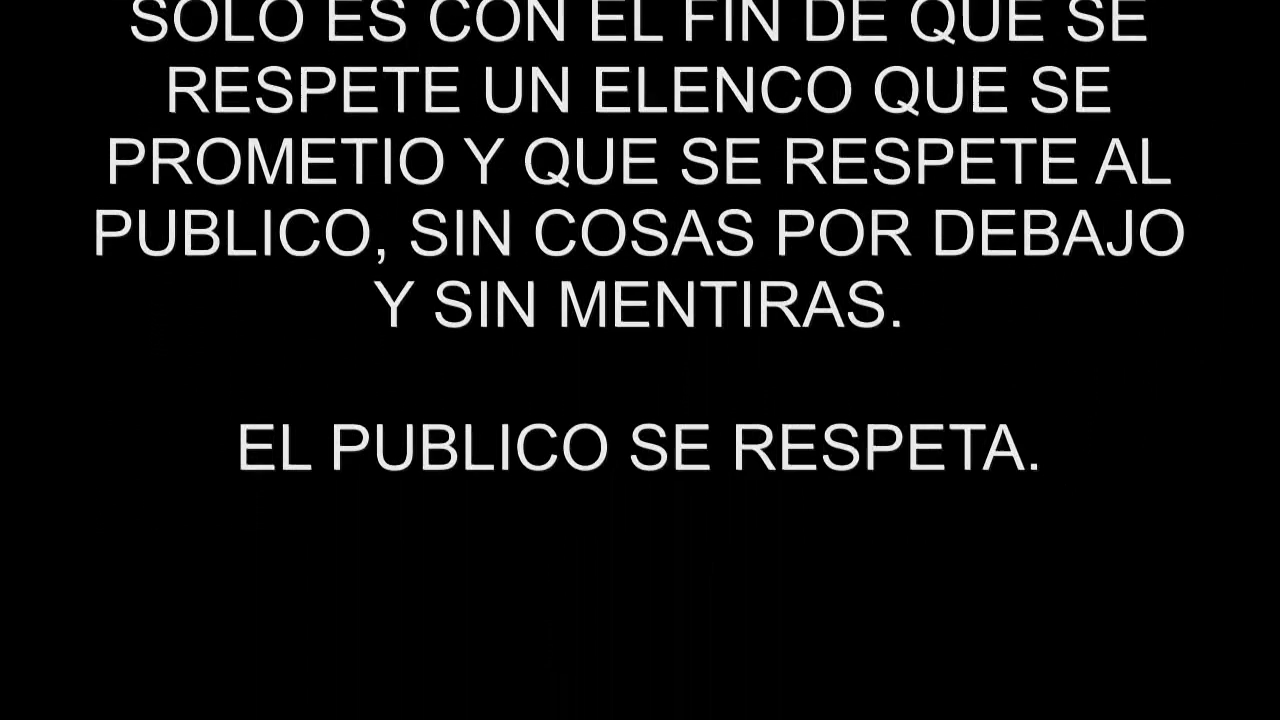 SOLO ES CON EL FIN DE QUE SE
RESPETE UN ELENCO QUE SE
PROMETIO Y QUE SE RESPETE AL
PUBLICO, SIN COSAS POR DEBAJO
Y SIN MENTIRAS.
EL PUBLICO SE RESPETA.